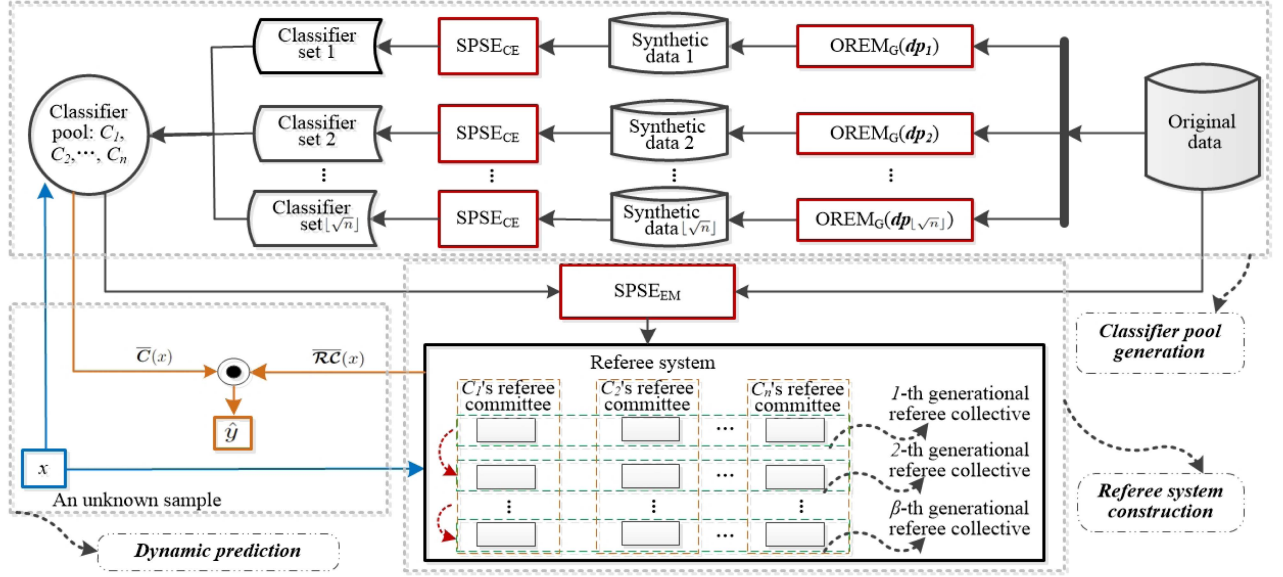 Classifier
set 1
SPSE_CE
Synthetic
data 1
OREM_G(dp_1)
Classifier
pool: C_1,
C_2,⋯, C_n
Classifier
set 2
SPSE_CE
Synthetic
data 2
OREM_G(dp_2)
Original
data
⋮ ⋮ ⋮ ⋮
Classifier
set⌊√n⌋
SPSE_CE
Synthetic
data⌊√n⌋
OREM_G(dp_⌊√n⌋)
SPSE_EM
Classifier pool
generation
C̅(x)
R̅C̅(x)
ŷ
x
An unknown sample
Dynamic prediction
Referee system
C_1's referee
committee
C_2's referee
committee
C_n's referee
committee
⋯
⋯
⋮ ⋮ ⋮
⋯
1-th generational
referee collective
2-th generational
referee collective
⋮
β-th generational
referee collective
Referee system
construction